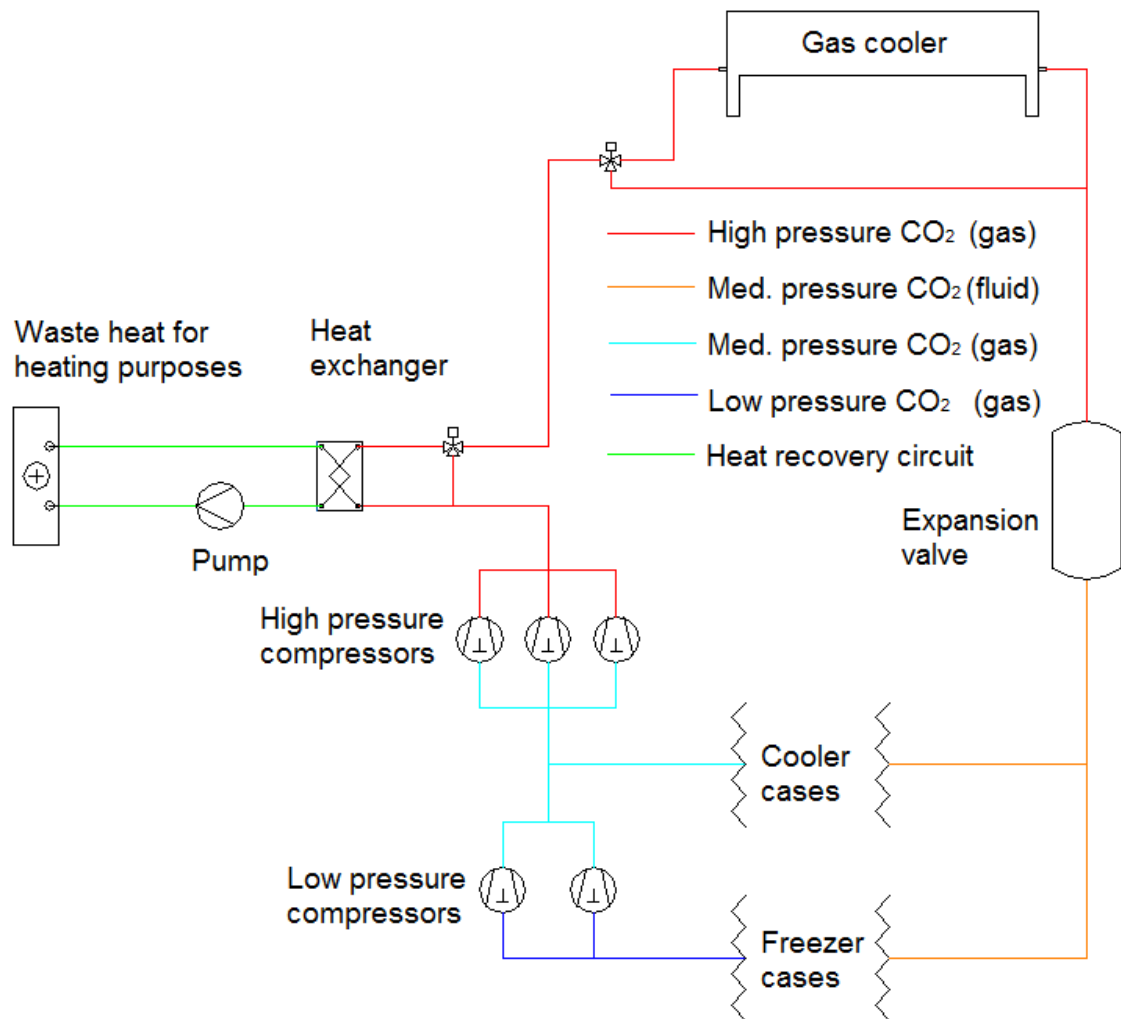 Gas cooler
High pressure CO₂ (gas)
Med. pressure CO₂ (fluid)
Med. pressure CO₂ (gas)
Low pressure CO₂ (gas)
Heat recovery circuit
Waste heat for
heating purposes
Heat
exchanger
Pump
Expansion
valve
High pressure
compressors
Cooler
cases
Low pressure
compressors
Freezer
cases